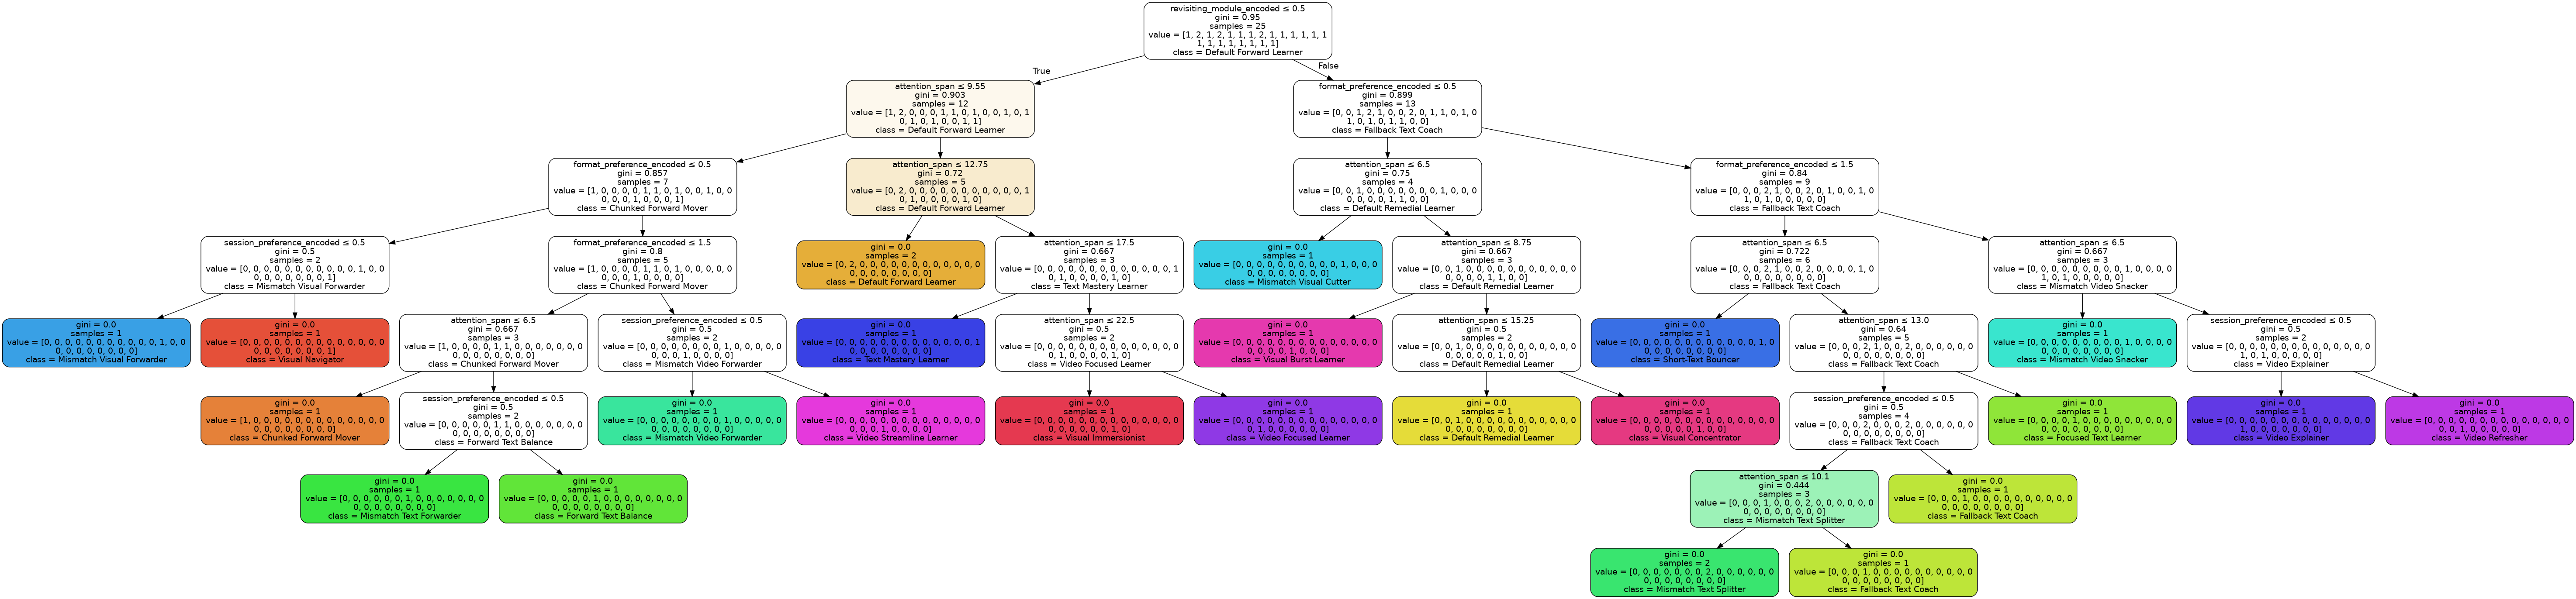 revisiting_module_encoded ≤ 0.5
gini = 0.95
samples = 25
value = [1, 2, 1, 2, 1, 1, 1, 2, 1, 1, 1, 1, 1, 1
1, 1, 1, 1, 1, 1, 1, 1]
class = Default Forward Learner
True
False
attention_span ≤ 9.55
gini = 0.903
samples = 12
value = [1, 2, 0, 0, 0, 1, 1, 0, 1, 0, 0, 1, 0, 1
0, 1, 0, 1, 0, 0, 1, 1]
class = Default Forward Learner
format_preference_encoded ≤ 0.5
gini = 0.899
samples = 13
value = [0, 0, 1, 2, 1, 0, 0, 2, 0, 1, 1, 0, 1, 0
1, 0, 1, 0, 1, 1, 0, 0]
class = Fallback Text Coach
format_preference_encoded ≤ 0.5
gini = 0.857
samples = 7
value = [1, 0, 0, 0, 0, 1, 1, 0, 1, 0, 0, 1, 0, 0
0, 0, 0, 1, 0, 0, 0, 1]
class = Chunked Forward Mover
attention_span ≤ 12.75
gini = 0.72
samples = 5
value = [0, 2, 0, 0, 0, 0, 0, 0, 0, 0, 0, 0, 0, 1
0, 1, 0, 0, 0, 0, 1, 0]
class = Default Forward Learner
attention_span ≤ 6.5
gini = 0.75
samples = 4
value = [0, 0, 1, 0, 0, 0, 0, 0, 0, 0, 1, 0, 0, 0
0, 0, 0, 0, 1, 1, 0, 0]
class = Default Remedial Learner
format_preference_encoded ≤ 1.5
gini = 0.84
samples = 9
value = [0, 0, 0, 2, 1, 0, 0, 2, 0, 1, 0, 0, 1, 0
1, 0, 1, 0, 0, 0, 0, 0]
class = Fallback Text Coach
session_preference_encoded ≤ 0.5
gini = 0.5
samples = 2
value = [0, 0, 0, 0, 0, 0, 0, 0, 0, 0, 0, 1, 0, 0
0, 0, 0, 0, 0, 0, 0, 1]
class = Mismatch Visual Forwarder
format_preference_encoded ≤ 1.5
gini = 0.8
samples = 5
value = [1, 0, 0, 0, 0, 1, 1, 0, 1, 0, 0, 0, 0, 0
0, 0, 0, 1, 0, 0, 0, 0]
class = Chunked Forward Mover
gini = 0.0
samples = 2
value = [0, 2, 0, 0, 0, 0, 0, 0, 0, 0, 0, 0, 0, 0
0, 0, 0, 0, 0, 0, 0, 0]
class = Default Forward Learner
attention_span ≤ 17.5
gini = 0.667
samples = 3
value = [0, 0, 0, 0, 0, 0, 0, 0, 0, 0, 0, 0, 0, 1
0, 1, 0, 0, 0, 0, 1, 0]
class = Text Mastery Learner
gini = 0.0
samples = 1
value = [0, 0, 0, 0, 0, 0, 0, 0, 0, 0, 1, 0, 0, 0
0, 0, 0, 0, 0, 0, 0, 0]
class = Mismatch Visual Cutter
attention_span ≤ 8.75
gini = 0.667
samples = 3
value = [0, 0, 1, 0, 0, 0, 0, 0, 0, 0, 0, 0, 0, 0
0, 0, 0, 0, 1, 1, 0, 0]
class = Default Remedial Learner
attention_span ≤ 6.5
gini = 0.722
samples = 6
value = [0, 0, 0, 2, 1, 0, 0, 2, 0, 0, 0, 0, 1, 0
0, 0, 0, 0, 0, 0, 0, 0]
class = Fallback Text Coach
attention_span ≤ 6.5
gini = 0.667
samples = 3
value = [0, 0, 0, 0, 0, 0, 0, 0, 0, 1, 0, 0, 0, 0
1, 0, 1, 0, 0, 0, 0, 0]
class = Mismatch Video Snacker
gini = 0.0
samples = 1
value = [0, 0, 0, 0, 0, 0, 0, 0, 0, 0, 0, 1, 0, 0
0, 0, 0, 0, 0, 0, 0, 0]
class = Mismatch Visual Forwarder
gini = 0.0
samples = 1
value = [0, 0, 0, 0, 0, 0, 0, 0, 0, 0, 0, 0, 0, 0
0, 0, 0, 0, 0, 0, 0, 1]
class = Visual Navigator
attention_span ≤ 6.5
gini = 0.667
samples = 3
value = [1, 0, 0, 0, 0, 1, 1, 0, 0, 0, 0, 0, 0, 0
0, 0, 0, 0, 0, 0, 0, 0]
class = Chunked Forward Mover
session_preference_encoded ≤ 0.5
gini = 0.5
samples = 2
value = [0, 0, 0, 0, 0, 0, 0, 0, 1, 0, 0, 0, 0, 0
0, 0, 0, 1, 0, 0, 0, 0]
class = Mismatch Video Forwarder
gini = 0.0
samples = 1
value = [0, 0, 0, 0, 0, 0, 0, 0, 0, 0, 0, 0, 0, 1
0, 0, 0, 0, 0, 0, 0, 0]
class = Text Mastery Learner
attention_span ≤ 22.5
gini = 0.5
samples = 2
value = [0, 0, 0, 0, 0, 0, 0, 0, 0, 0, 0, 0, 0, 0
0, 1, 0, 0, 0, 0, 1, 0]
class = Video Focused Learner
gini = 0.0
samples = 1
value = [0, 0, 0, 0, 0, 0, 0, 0, 0, 0, 0, 0, 0, 0
0, 0, 0, 0, 1, 0, 0, 0]
class = Visual Burst Learner
attention_span ≤ 15.25
gini = 0.5
samples = 2
value = [0, 0, 1, 0, 0, 0, 0, 0, 0, 0, 0, 0, 0, 0
0, 0, 0, 0, 0, 1, 0, 0]
class = Default Remedial Learner
gini = 0.0
samples = 1
value = [0, 0, 0, 0, 0, 0, 0, 0, 0, 0, 0, 0, 1, 0
0, 0, 0, 0, 0, 0, 0, 0]
class = Short-Text Bouncer
attention_span ≤ 13.0
gini = 0.64
samples = 5
value = [0, 0, 0, 2, 1, 0, 0, 2, 0, 0, 0, 0, 0, 0
0, 0, 0, 0, 0, 0, 0, 0]
class = Fallback Text Coach
gini = 0.0
samples = 1
value = [0, 0, 0, 0, 0, 0, 0, 0, 0, 1, 0, 0, 0, 0
0, 0, 0, 0, 0, 0, 0, 0]
class = Mismatch Video Snacker
session_preference_encoded ≤ 0.5
gini = 0.5
samples = 2
value = [0, 0, 0, 0, 0, 0, 0, 0, 0, 0, 0, 0, 0, 0
1, 0, 1, 0, 0, 0, 0, 0]
class = Video Explainer
gini = 0.0
samples = 1
value = [1, 0, 0, 0, 0, 0, 0, 0, 0, 0, 0, 0, 0, 0
0, 0, 0, 0, 0, 0, 0, 0]
class = Chunked Forward Mover
session_preference_encoded ≤ 0.5
gini = 0.5
samples = 2
value = [0, 0, 0, 0, 0, 1, 1, 0, 0, 0, 0, 0, 0, 0
0, 0, 0, 0, 0, 0, 0, 0]
class = Forward Text Balance
gini = 0.0
samples = 1
value = [0, 0, 0, 0, 0, 0, 0, 0, 1, 0, 0, 0, 0, 0
0, 0, 0, 0, 0, 0, 0, 0]
class = Mismatch Video Forwarder
gini = 0.0
samples = 1
value = [0, 0, 0, 0, 0, 0, 0, 0, 0, 0, 0, 0, 0, 0
0, 0, 0, 1, 0, 0, 0, 0]
class = Video Streamline Learner
gini = 0.0
samples = 1
value = [0, 0, 0, 0, 0, 0, 0, 0, 0, 0, 0, 0, 0, 0
0, 0, 0, 0, 0, 0, 1, 0]
class = Visual Immersionist
gini = 0.0
samples = 1
value = [0, 0, 0, 0, 0, 0, 0, 0, 0, 0, 0, 0, 0, 0
0, 1, 0, 0, 0, 0, 0, 0]
class = Video Focused Learner
gini = 0.0
samples = 1
value = [0, 0, 1, 0, 0, 0, 0, 0, 0, 0, 0, 0, 0, 0
0, 0, 0, 0, 0, 0, 0, 0]
class = Default Remedial Learner
gini = 0.0
samples = 1
value = [0, 0, 0, 0, 0, 0, 0, 0, 0, 0, 0, 0, 0, 0
0, 0, 0, 0, 0, 1, 0, 0]
class = Visual Concentrator
session_preference_encoded ≤ 0.5
gini = 0.5
samples = 4
value = [0, 0, 0, 2, 0, 0, 0, 2, 0, 0, 0, 0, 0, 0
0, 0, 0, 0, 0, 0, 0, 0]
class = Fallback Text Coach
gini = 0.0
samples = 1
value = [0, 0, 0, 0, 1, 0, 0, 0, 0, 0, 0, 0, 0, 0
0, 0, 0, 0, 0, 0, 0, 0]
class = Focused Text Learner
gini = 0.0
samples = 1
value = [0, 0, 0, 0, 0, 0, 0, 0, 0, 0, 0, 0, 0, 0
1, 0, 0, 0, 0, 0, 0, 0]
class = Video Explainer
gini = 0.0
samples = 1
value = [0, 0, 0, 0, 0, 0, 0, 0, 0, 0, 0, 0, 0, 0
0, 0, 1, 0, 0, 0, 0, 0]
class = Video Refresher
gini = 0.0
samples = 1
value = [0, 0, 0, 0, 0, 0, 1, 0, 0, 0, 0, 0, 0, 0
0, 0, 0, 0, 0, 0, 0, 0]
class = Mismatch Text Forwarder
gini = 0.0
samples = 1
value = [0, 0, 0, 0, 0, 1, 0, 0, 0, 0, 0, 0, 0, 0
0, 0, 0, 0, 0, 0, 0, 0]
class = Forward Text Balance
attention_span ≤ 10.1
gini = 0.444
samples = 3
value = [0, 0, 0, 1, 0, 0, 0, 2, 0, 0, 0, 0, 0, 0
0, 0, 0, 0, 0, 0, 0, 0]
class = Mismatch Text Splitter
gini = 0.0
samples = 1
value = [0, 0, 0, 1, 0, 0, 0, 0, 0, 0, 0, 0, 0, 0
0, 0, 0, 0, 0, 0, 0, 0]
class = Fallback Text Coach
gini = 0.0
samples = 2
value = [0, 0, 0, 0, 0, 0, 0, 2, 0, 0, 0, 0, 0, 0
0, 0, 0, 0, 0, 0, 0, 0]
class = Mismatch Text Splitter
gini = 0.0
samples = 1
value = [0, 0, 0, 1, 0, 0, 0, 0, 0, 0, 0, 0, 0, 0
0, 0, 0, 0, 0, 0, 0, 0]
class = Fallback Text Coach